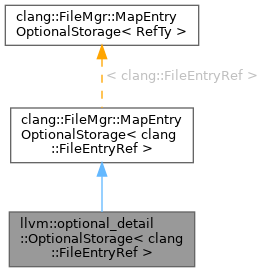 clang::FileMgr::MapEntry
OptionalStorage< RefTy >
< clang::FileEntryRef >
clang::FileMgr::MapEntry
OptionalStorage< clang
::FileEntryRef >
llvm::optional_detail
::OptionalStorage< clang
::FileEntryRef >